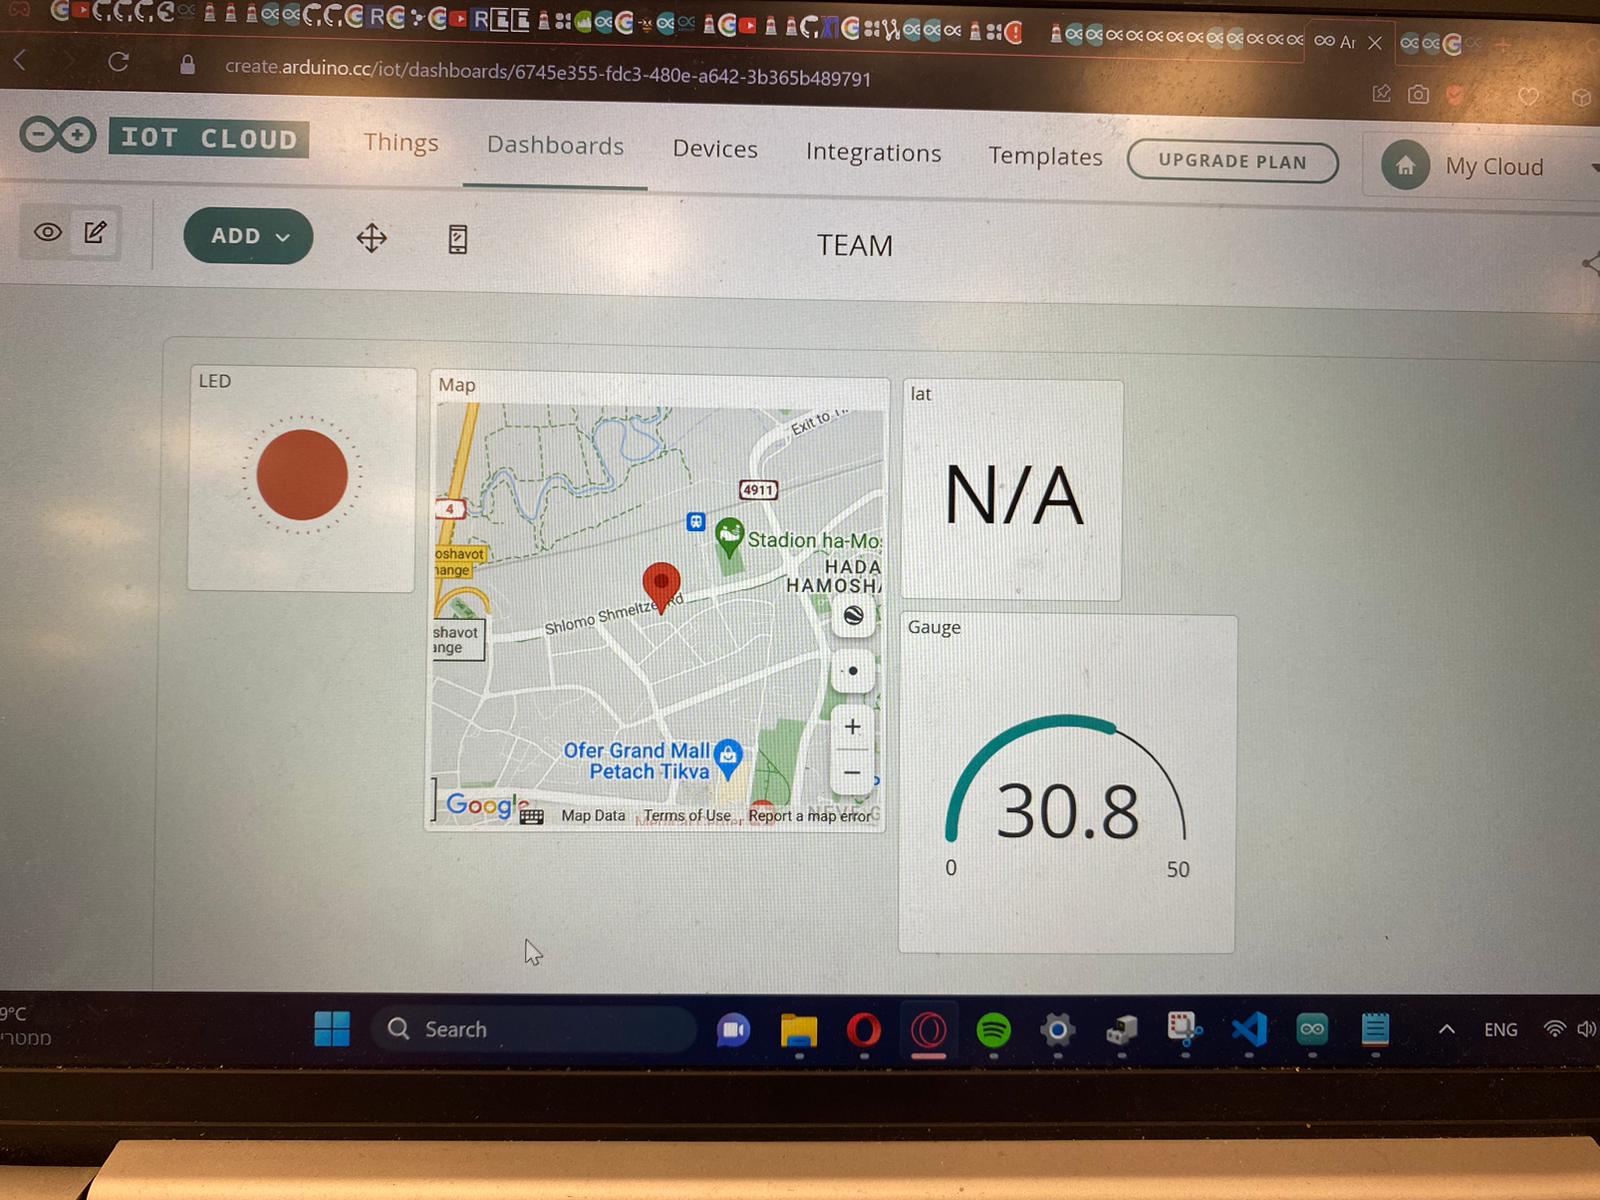 Ar
create.arduino.cc/iot/dashboards/6745e355-fdc3-480e-a642-3b365b489791
IOT CLOUD
Things
Dashboards
Devices
Integrations
Templates
UPGRADE PLAN
My Cloud
ADD
TEAM
LED
Map
Exit to
4911
4
Stadion ha-Mo
oshavot
hange
HADA
HAMOSH
Shlomo Shmeltze Rd
shavot
ange
Ofer Grand Mall
Petach Tikva
Google
Map Data
Terms of Use
Report a map error
lat
N/A
Gauge
30.8
0
50
9°C
Search
ENG